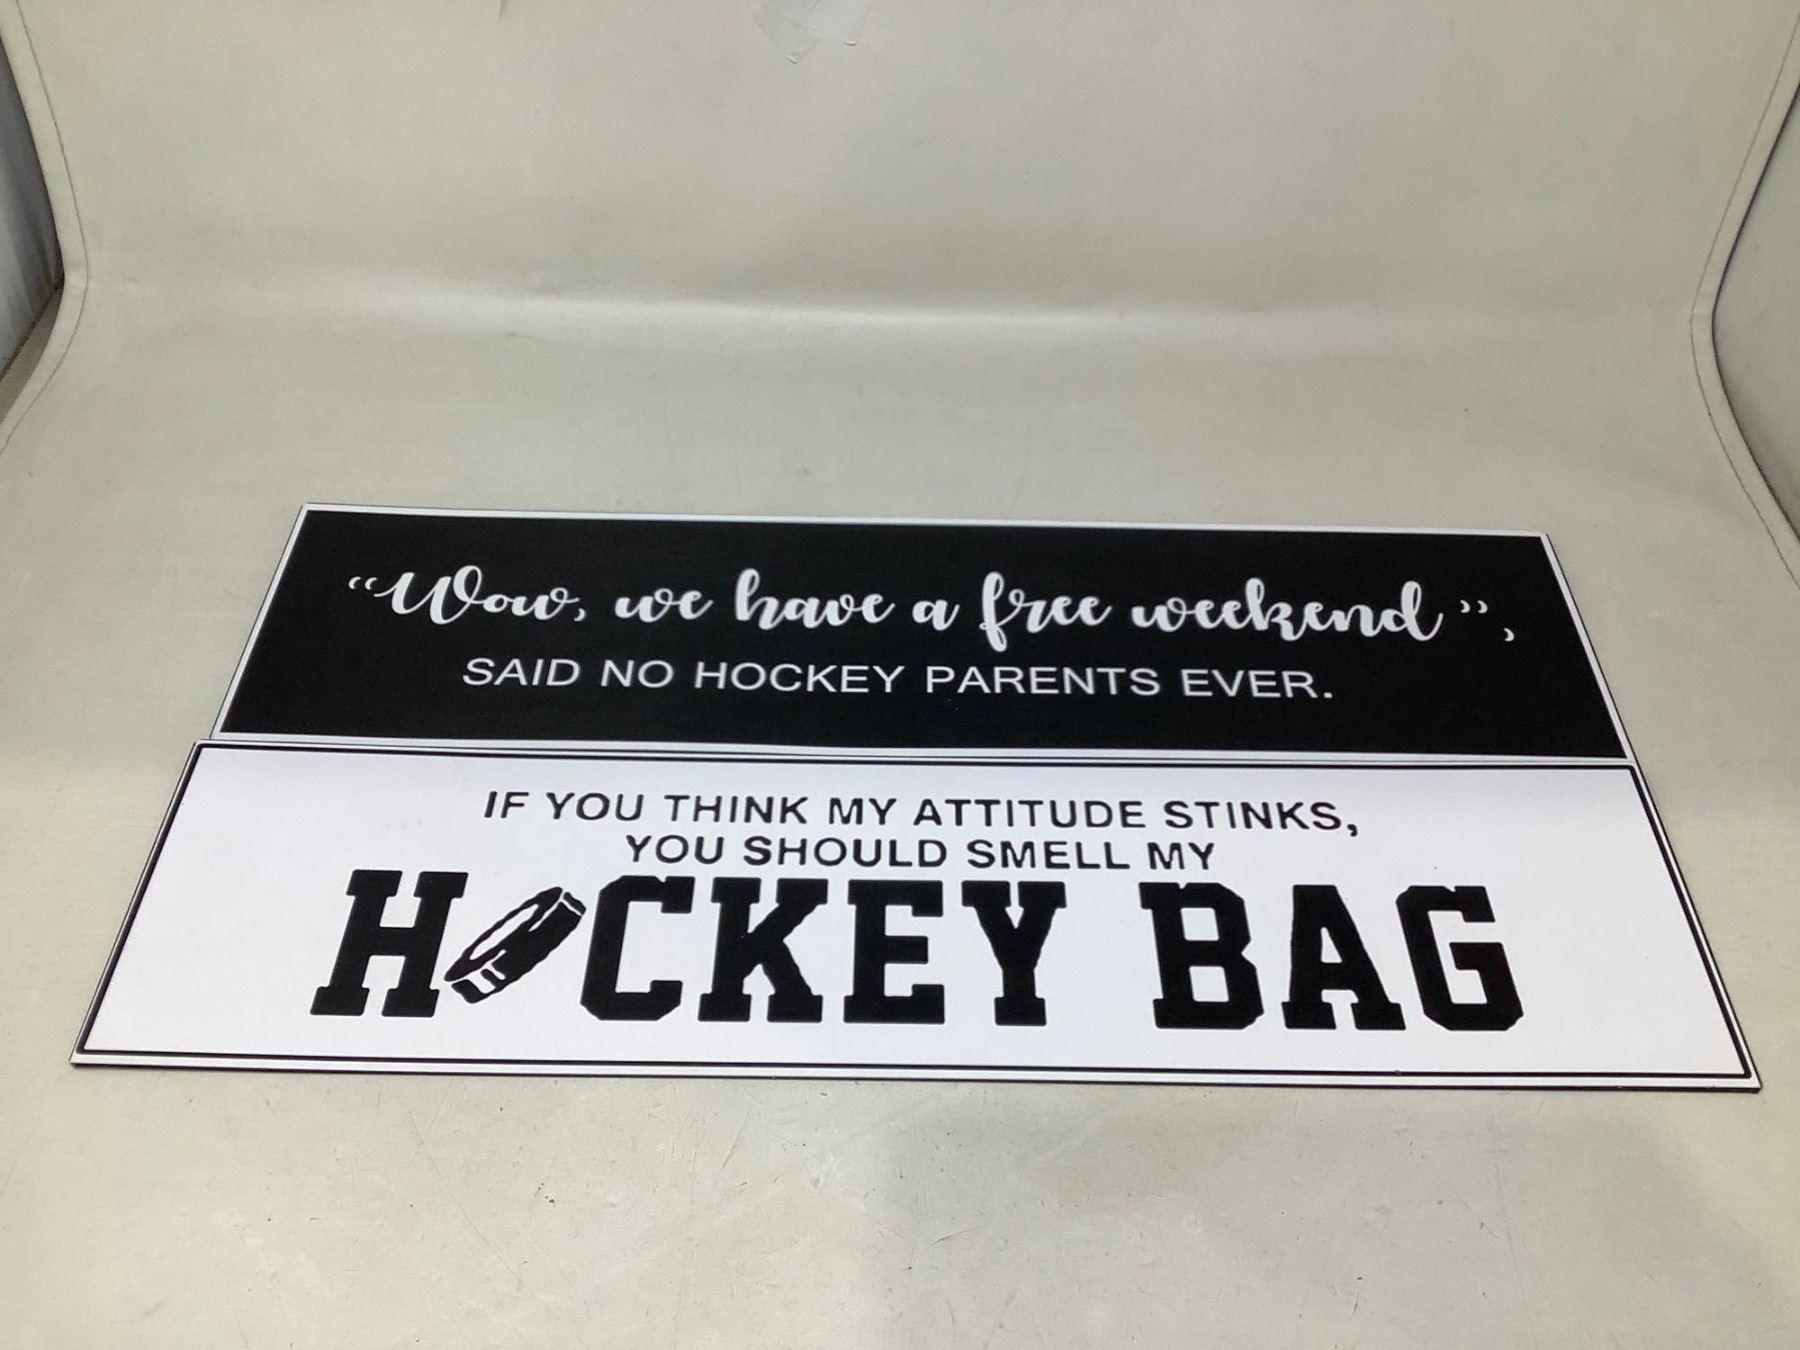 “Wow, we have a free weekend”,
SAID NO HOCKEY PARENTS EVER.
IF YOU THINK MY ATTITUDE STINKS,
YOU SHOULD SMELL MY
HOCKEY BAG